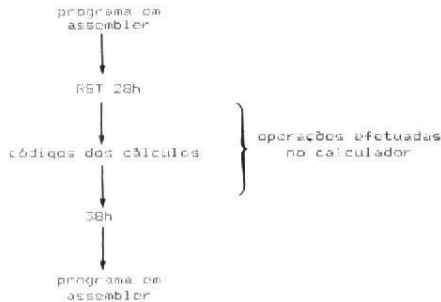 programa em
assembler
RST 28h
códigos dos cálculos
operações efetuadas
no calculador
38h
programa em
assembler